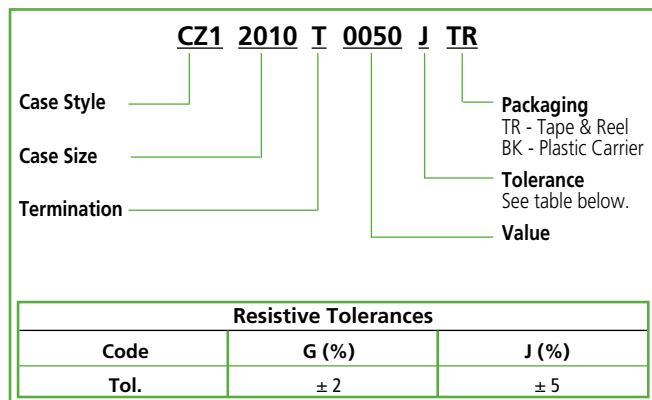 CZ1 2010 T 0050 J TR
Case Style
Case Size
Termination
Packaging
TR - Tape & Reel
BK - Plastic Carrier
Tolerance
See table below.
Value
Resistive Tolerances
Code G (%) J (%)
Tol. ± 2 ± 5